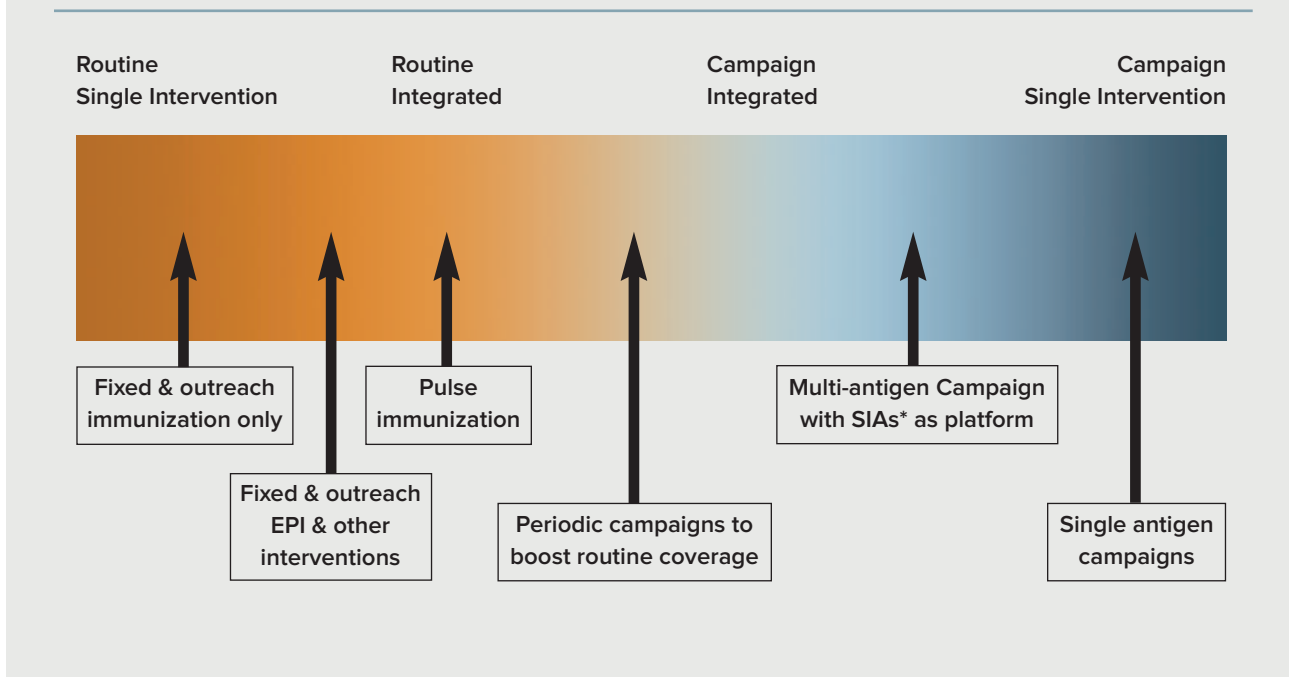 Routine
Single Intervention
Routine
Integrated
Campaign
Integrated
Campaign
Single Intervention
Fixed & outreach
immunization only
Fixed & outreach
EPI & other
interventions
Pulse
immunization
Periodic campaigns to
boost routine coverage
Multi-antigen Campaign
with SIAs* as platform
Single antigen
campaigns